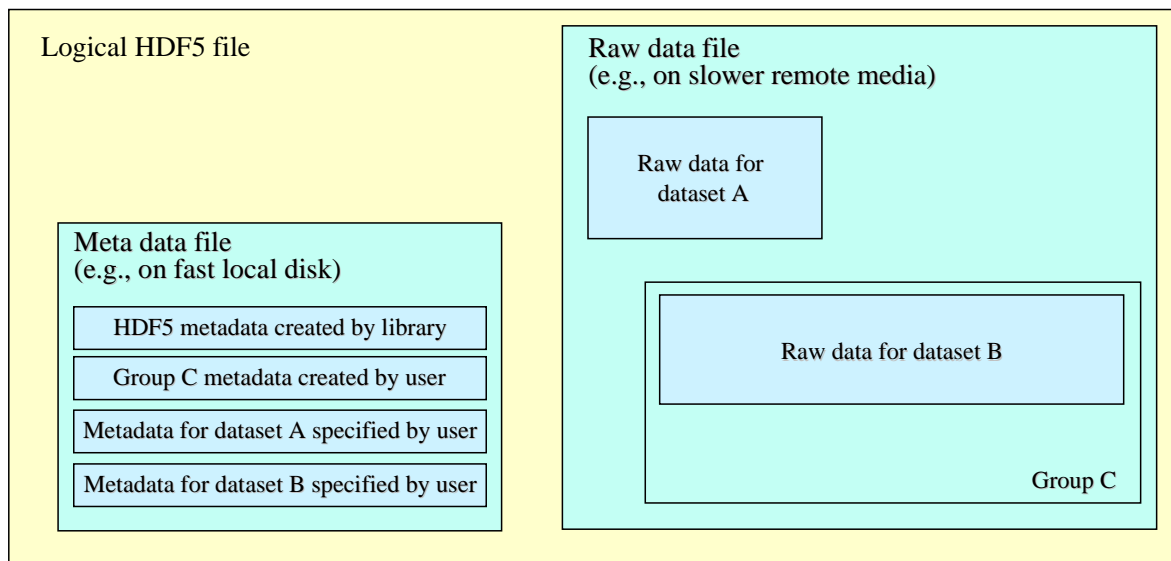 Logical HDF5 file
Meta data file
(e.g., on fast local disk)
HDF5 metadata created by library
Group C metadata created by user
Metadata for dataset A specified by user
Metadata for dataset B specified by user
Raw data file
(e.g., on slower remote media)
Raw data for
dataset A
Raw data for dataset B
Group C